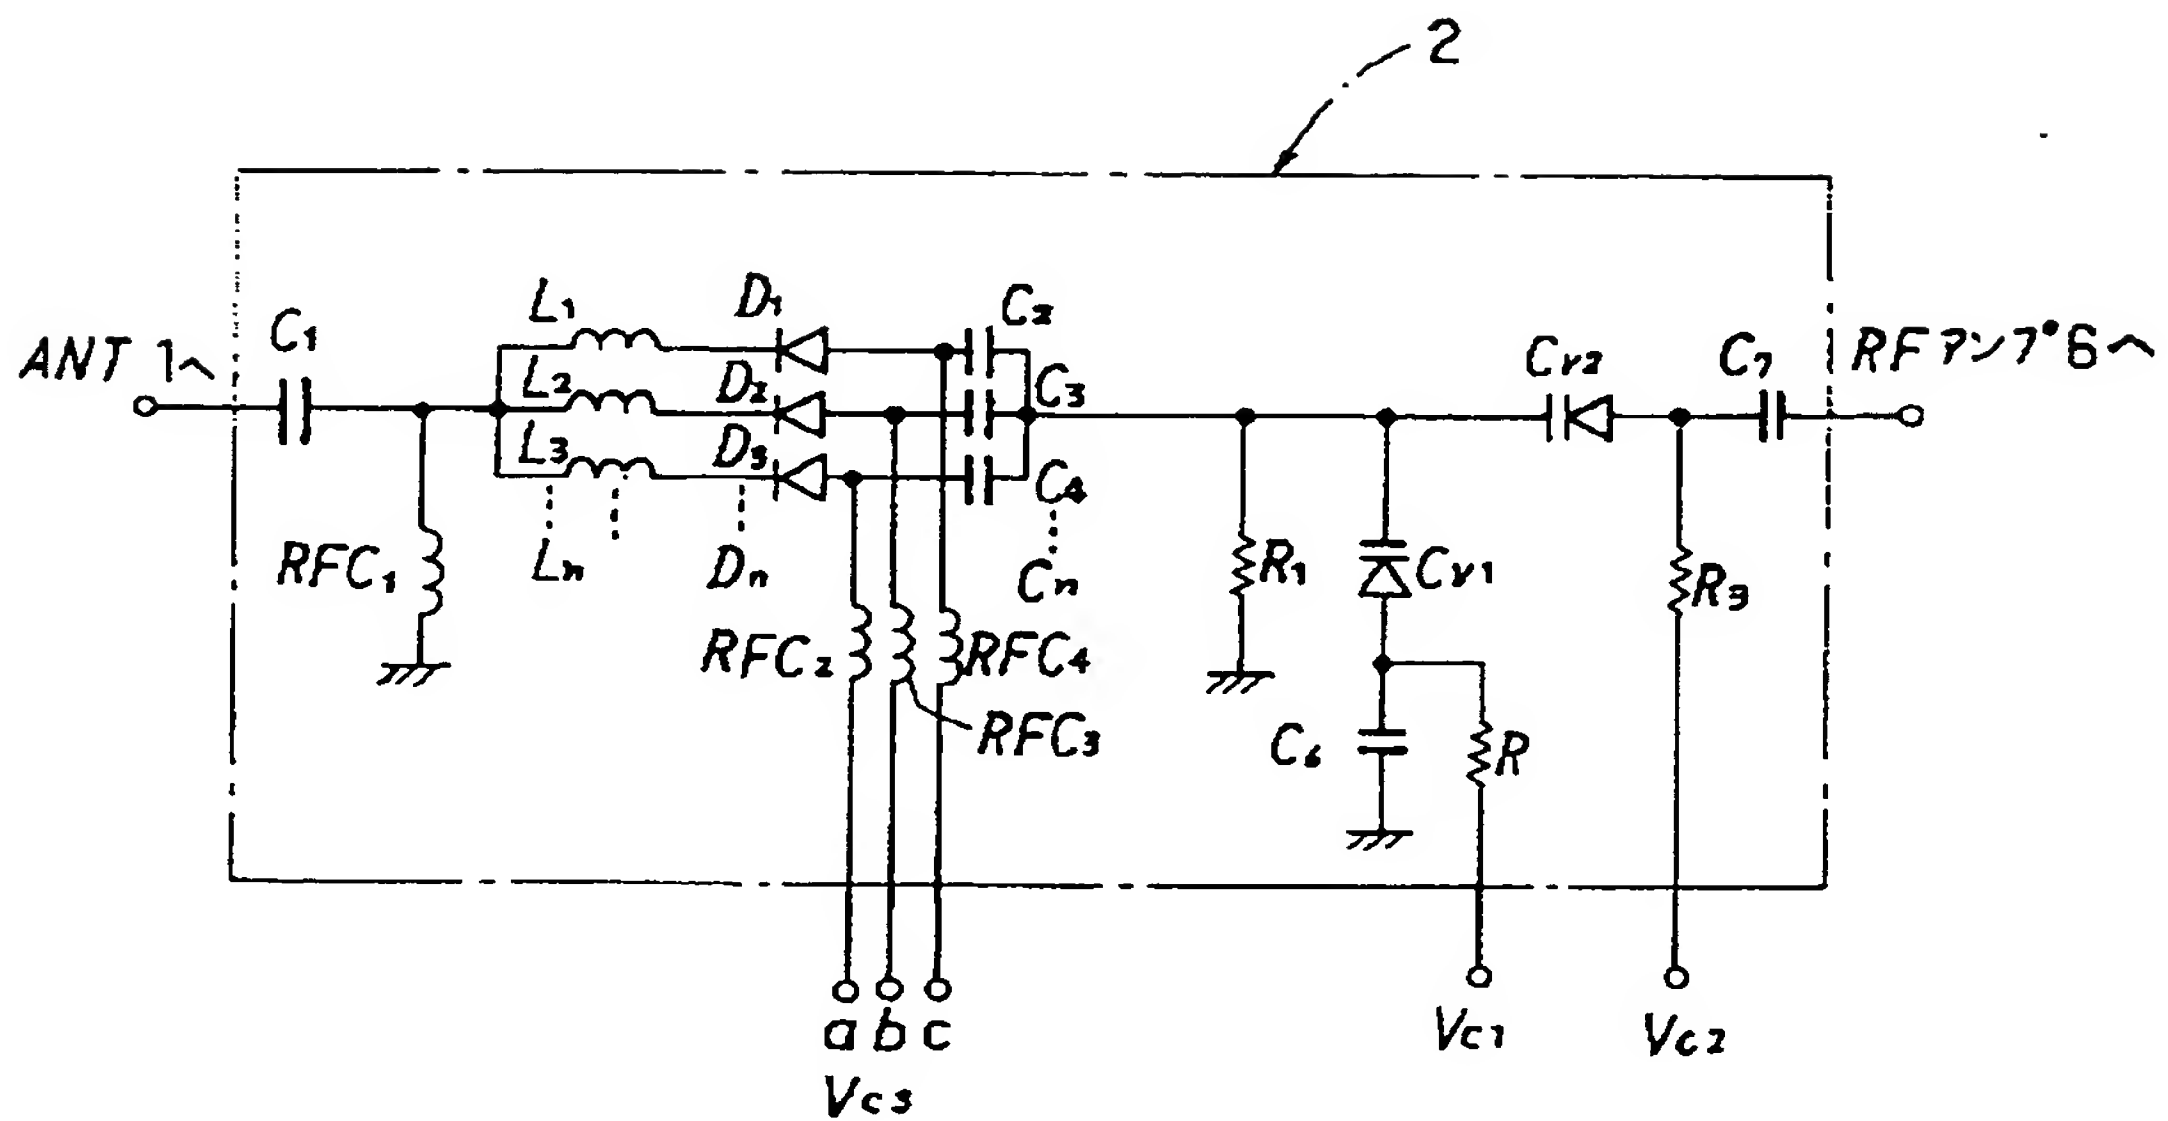 2
ANT 1へ
C1
L1
D1
C2
L2
D2
C3
L3
D3
C4
Ln
Dn
Cn
RFC1
RFC2
RFC4
RFC3
R1
Cv1
Cv2
C7
RFアンプ6へ
R3
C6
R
a b c
Vc3
Vc1
Vc2